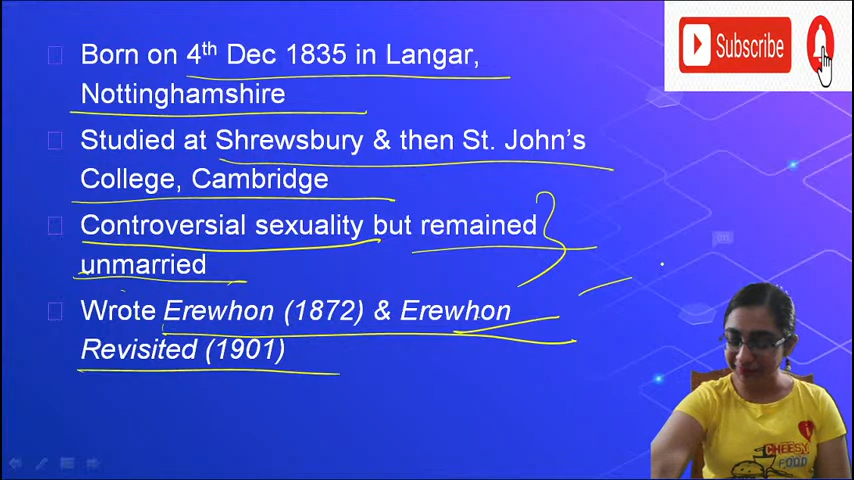 Born on 4th Dec 1835 in Langar,
Nottinghamshire
Studied at Shrewsbury & then St. John's
College, Cambridge
Controversial sexuality but remained
unmarried
Wrote Erewhon (1872) & Erewhon
Revisited (1901)
Subscribe
CHEESY
FOOD